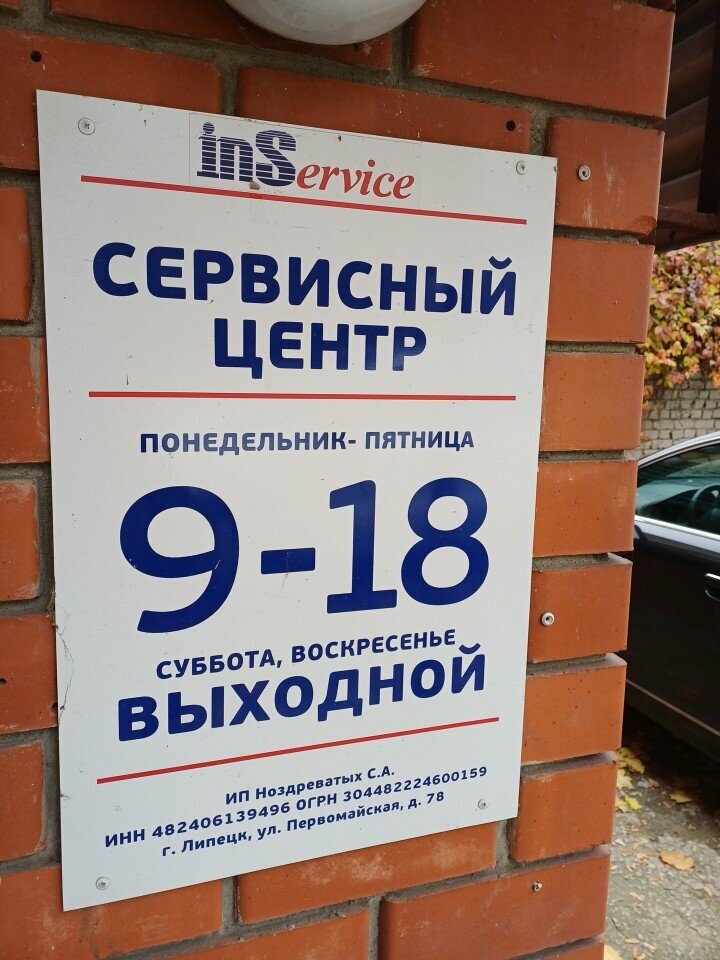 inService
СЕРВИСНЫЙ
ЦЕНТР
ПОНЕДЕЛЬНИК- ПЯТНИЦА
9-18
СУББОТА, ВОСКРЕСЕНЬЕ
ВЫХОДНОЙ
ИП Ноздреватых С.А.
ИНН 482406139496 ОГРН 304482224600159
г. Липецк, ул. Первомайская, д. 78